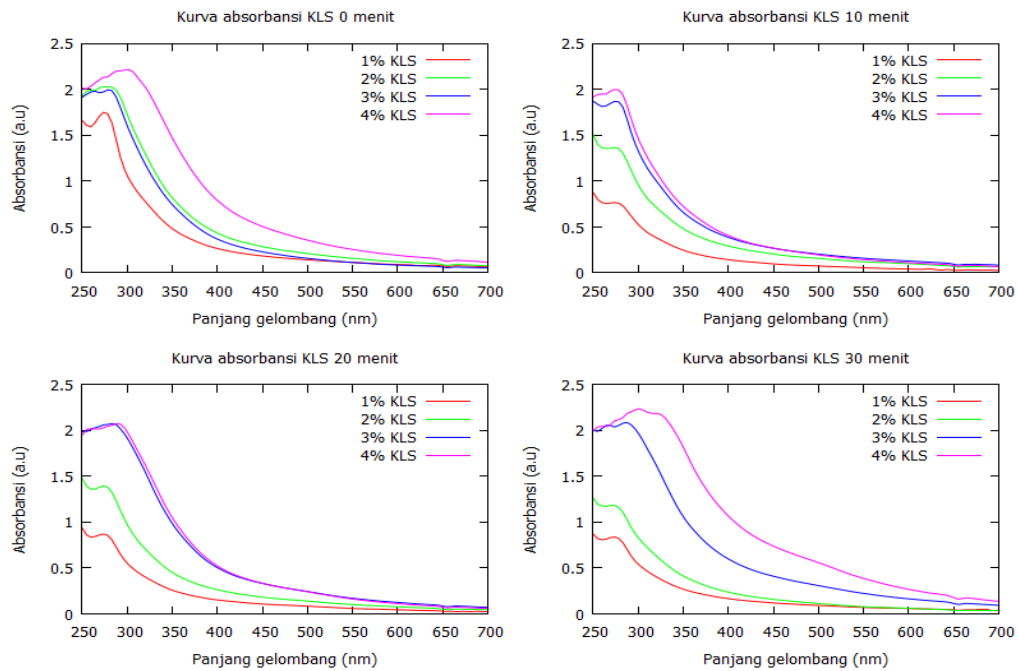 Kurva absorbansi KLS 0 menit
2.5
2
1.5
1
0.5
0
Absorbansi (a.u)
1% KLS
2% KLS
3% KLS
4% KLS
250 300 350 400 450 500 550 600 650 700
Panjang gelombang (nm)
Kurva absorbansi KLS 10 menit
2.5
2
1.5
1
0.5
0
Absorbansi (a.u)
1% KLS
2% KLS
3% KLS
4% KLS
250 300 350 400 450 500 550 600 650 700
Panjang gelombang (nm)
Kurva absorbansi KLS 20 menit
2.5
2
1.5
1
0.5
0
Absorbansi (a.u)
1% KLS
2% KLS
3% KLS
4% KLS
250 300 350 400 450 500 550 600 650 700
Panjang gelombang (nm)
Kurva absorbansi KLS 30 menit
2.5
2
1.5
1
0.5
0
Absorbansi (a.u)
1% KLS
2% KLS
3% KLS
4% KLS
250 300 350 400 450 500 550 600 650 700
Panjang gelombang (nm)